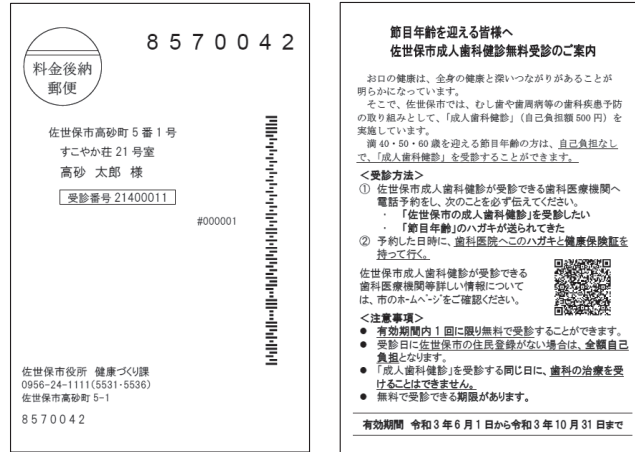 料金後納
郵便
8570042
佐世保市高砂町5番1号
すこやか荘21号室
高砂 太郎 様
受診番号 21400011
#000001
佐世保市役所 健康づくり課
0956-24-1111(5531・5536)
佐世保市高砂町5-1
8570042
節目年齢を迎える皆様へ
佐世保市成人歯科健診無料受診のご案内
お口の健康は、全身の健康と深いつながりがあることが
明らかになっています。
そこで、佐世保市では、むし歯や歯周病等の歯科疾患予防
の取り組みとして、「成人歯科健診」(自己負担額500円)を
実施しています。
満40・50・60歳を迎える節目年齢の方は、自己負担なし
で、「成人歯科健診」を受診することができます。
<受診方法>
① 佐世保市成人歯科健診が受診できる歯科医療機関へ
電話予約をし、次のことを必ず伝えてください。
・ 「佐世保市の成人歯科健診」を受診したい
・ 「節目年齢」のハガキが送られてきた
② 予約した日時に、歯科医院へこのハガキと健康保険証を
持って行く。
佐世保市成人歯科健診が受診できる
歯科医療機関等詳しい情報について
は、市のホームページをご確認ください。
<注意事項>
● 有効期間内1回に限り無料で受診することができます。
● 受診日に佐世保市の住民登録がない場合は、全額自己
負担となります。
● 「成人歯科健診」を受診する同じ日に、歯科の治療を受
けることはできません。
● 無料で受診できる期限があります。
有効期間 令和3年6月1日から令和3年10月31日まで